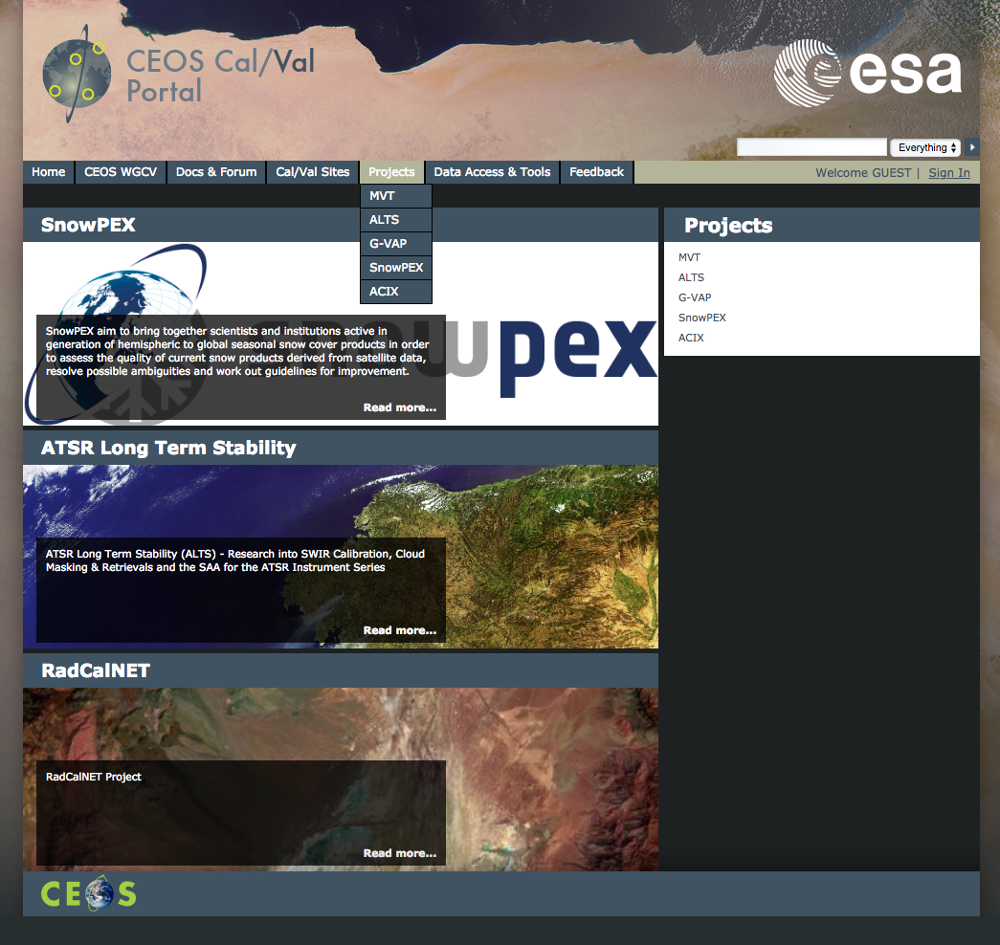 CEOS Cal/Val
Portal
esa
Everything
Home
CEOS WGCV
Docs & Forum
Cal/Val Sites
Projects
Data Access & Tools
Feedback
Welcome GUEST |
Sign In
MVT
ALTS
G-VAP
SnowPEX
ACIX
SnowPEX
snowpex
SnowPEX aim to bring together scientists and institutions active in
generation of hemispheric to global seasonal snow cover products in order
to assess the quality of current snow products derived from satellite data,
resolve possible ambiguities and work out guidelines for improvement.
Read more...
Projects
MVT
ALTS
G-VAP
SnowPEX
ACIX
ATSR Long Term Stability
ATSR Long Term Stability (ALTS) - Research into SWIR Calibration, Cloud
Masking & Retrievals and the SAA for the ATSR Instrument Series
Read more...
RadCalNET
RadCalNET Project
Read more...
CEOS